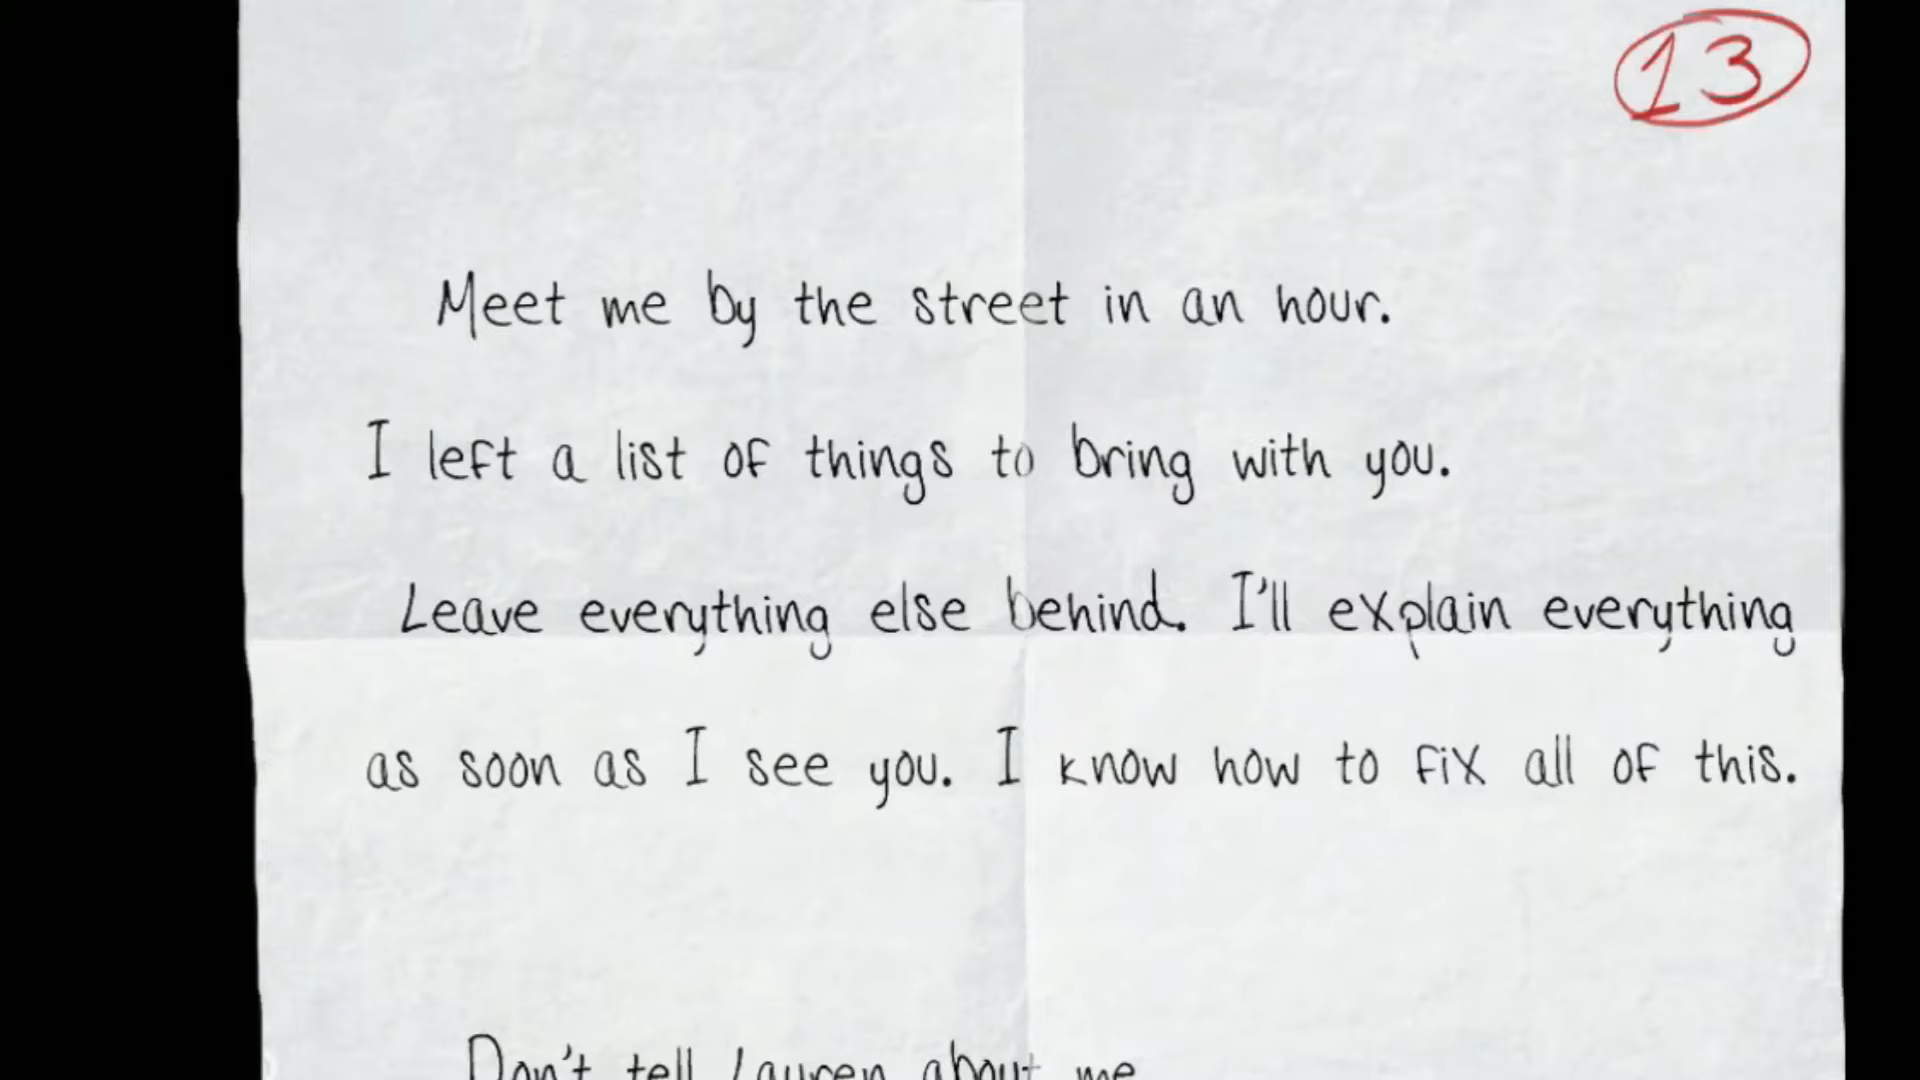 13
Meet me by the street in an hour.
I left a list of things to bring with you.
Leave everything else behind. I'll explain everything
as soon as I see you. I know how to fix all of this.
Don't tell Lauren about me